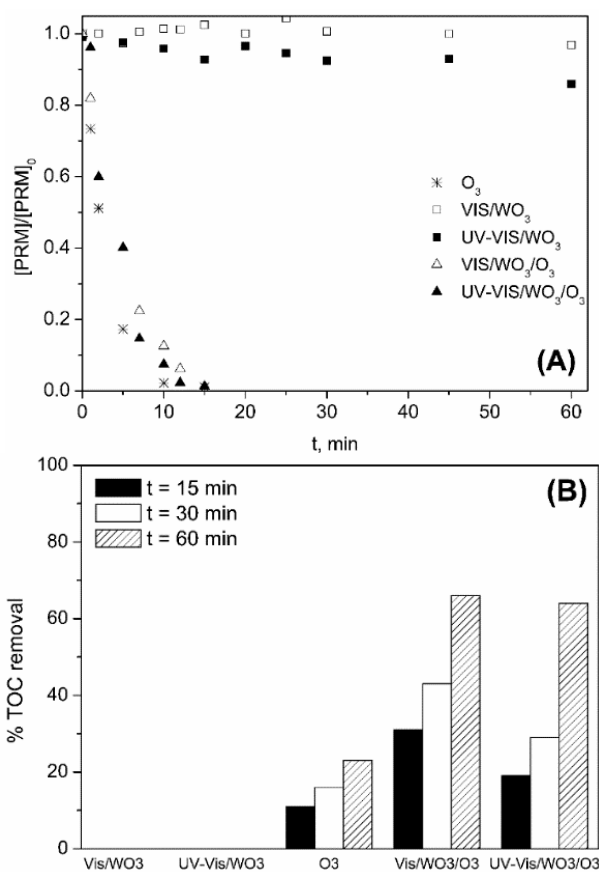 1.0
0.8
0.6
0.4
0.2
0.0
[PRM]/[PRM]₀
O₃
VIS/WO₃
UV-VIS/WO₃
VIS/WO₃/O₃
UV-VIS/WO₃/O₃
(A)
0 10 20 30 40 50 60
t, min
100
80
60
40
20
0
% TOC removal
t = 15 min
t = 30 min
t = 60 min
(B)
Vis/WO3 UV-Vis/WO3 O3 Vis/WO3/O3 UV-Vis/WO3/O3